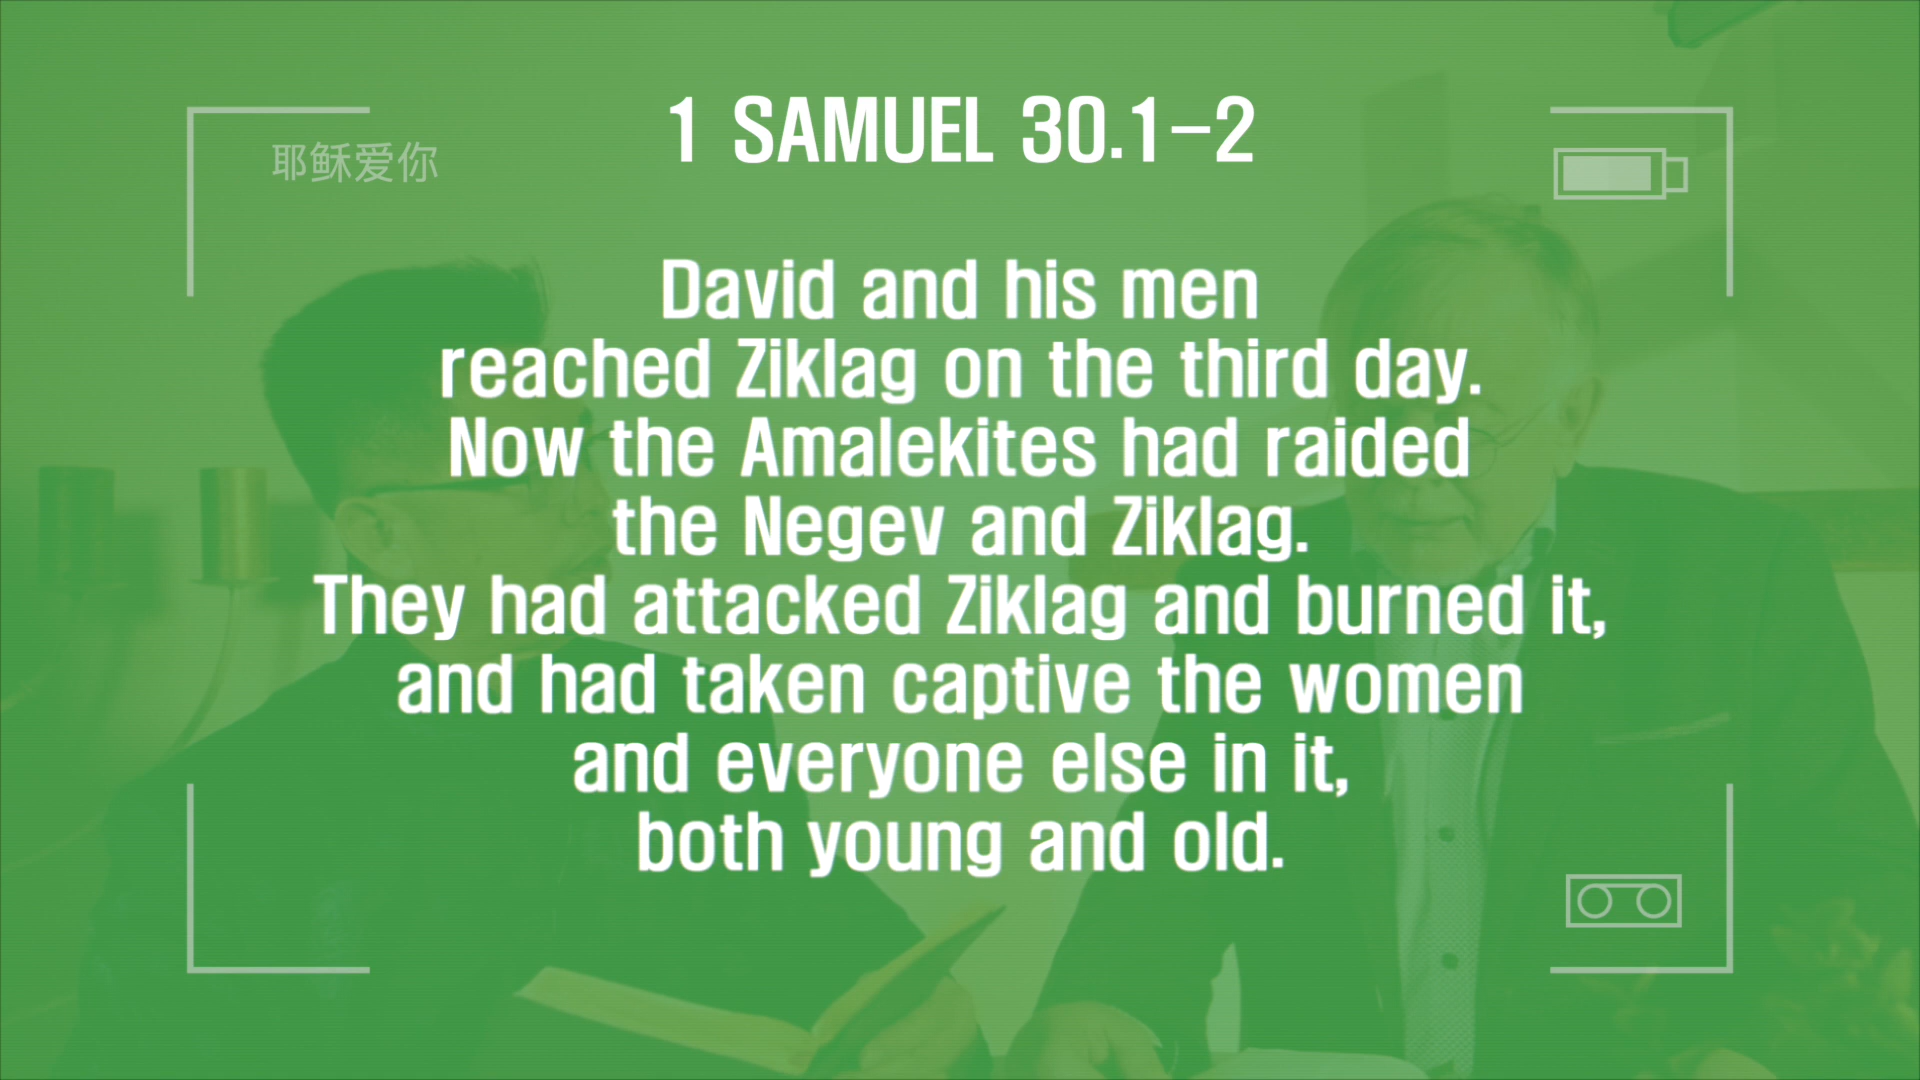 1 SAMUEL 30.1–2
耶稣爱你
David and his men
reached Ziklag on the third day.
Now the Amalekites had raided
the Negev and Ziklag.
They had attacked Ziklag and burned it,
and had taken captive the women
and everyone else in it,
both young and old.